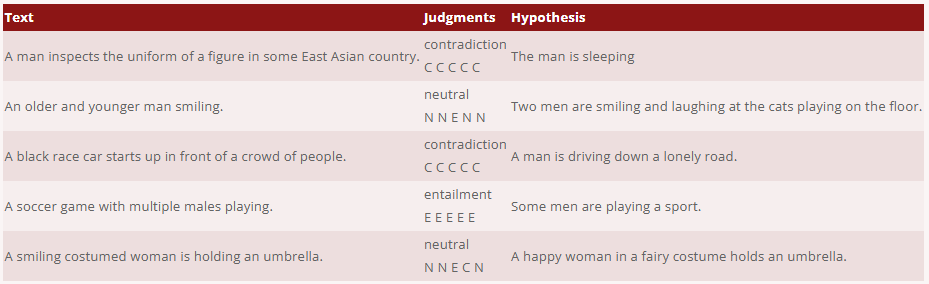 Text Judgments Hypothesis
A man inspects the uniform of a figure in some East Asian country. contradiction C C C C C The man is sleeping
An older and younger man smiling. neutral N N E N N Two men are smiling and laughing at the cats playing on the floor.
A black race car starts up in front of a crowd of people. contradiction C C C C C A man is driving down a lonely road.
A soccer game with multiple males playing. entailment E E E E E Some men are playing a sport.
A smiling costumed woman is holding an umbrella. neutral N N E C N A happy woman in a fairy costume holds an umbrella.